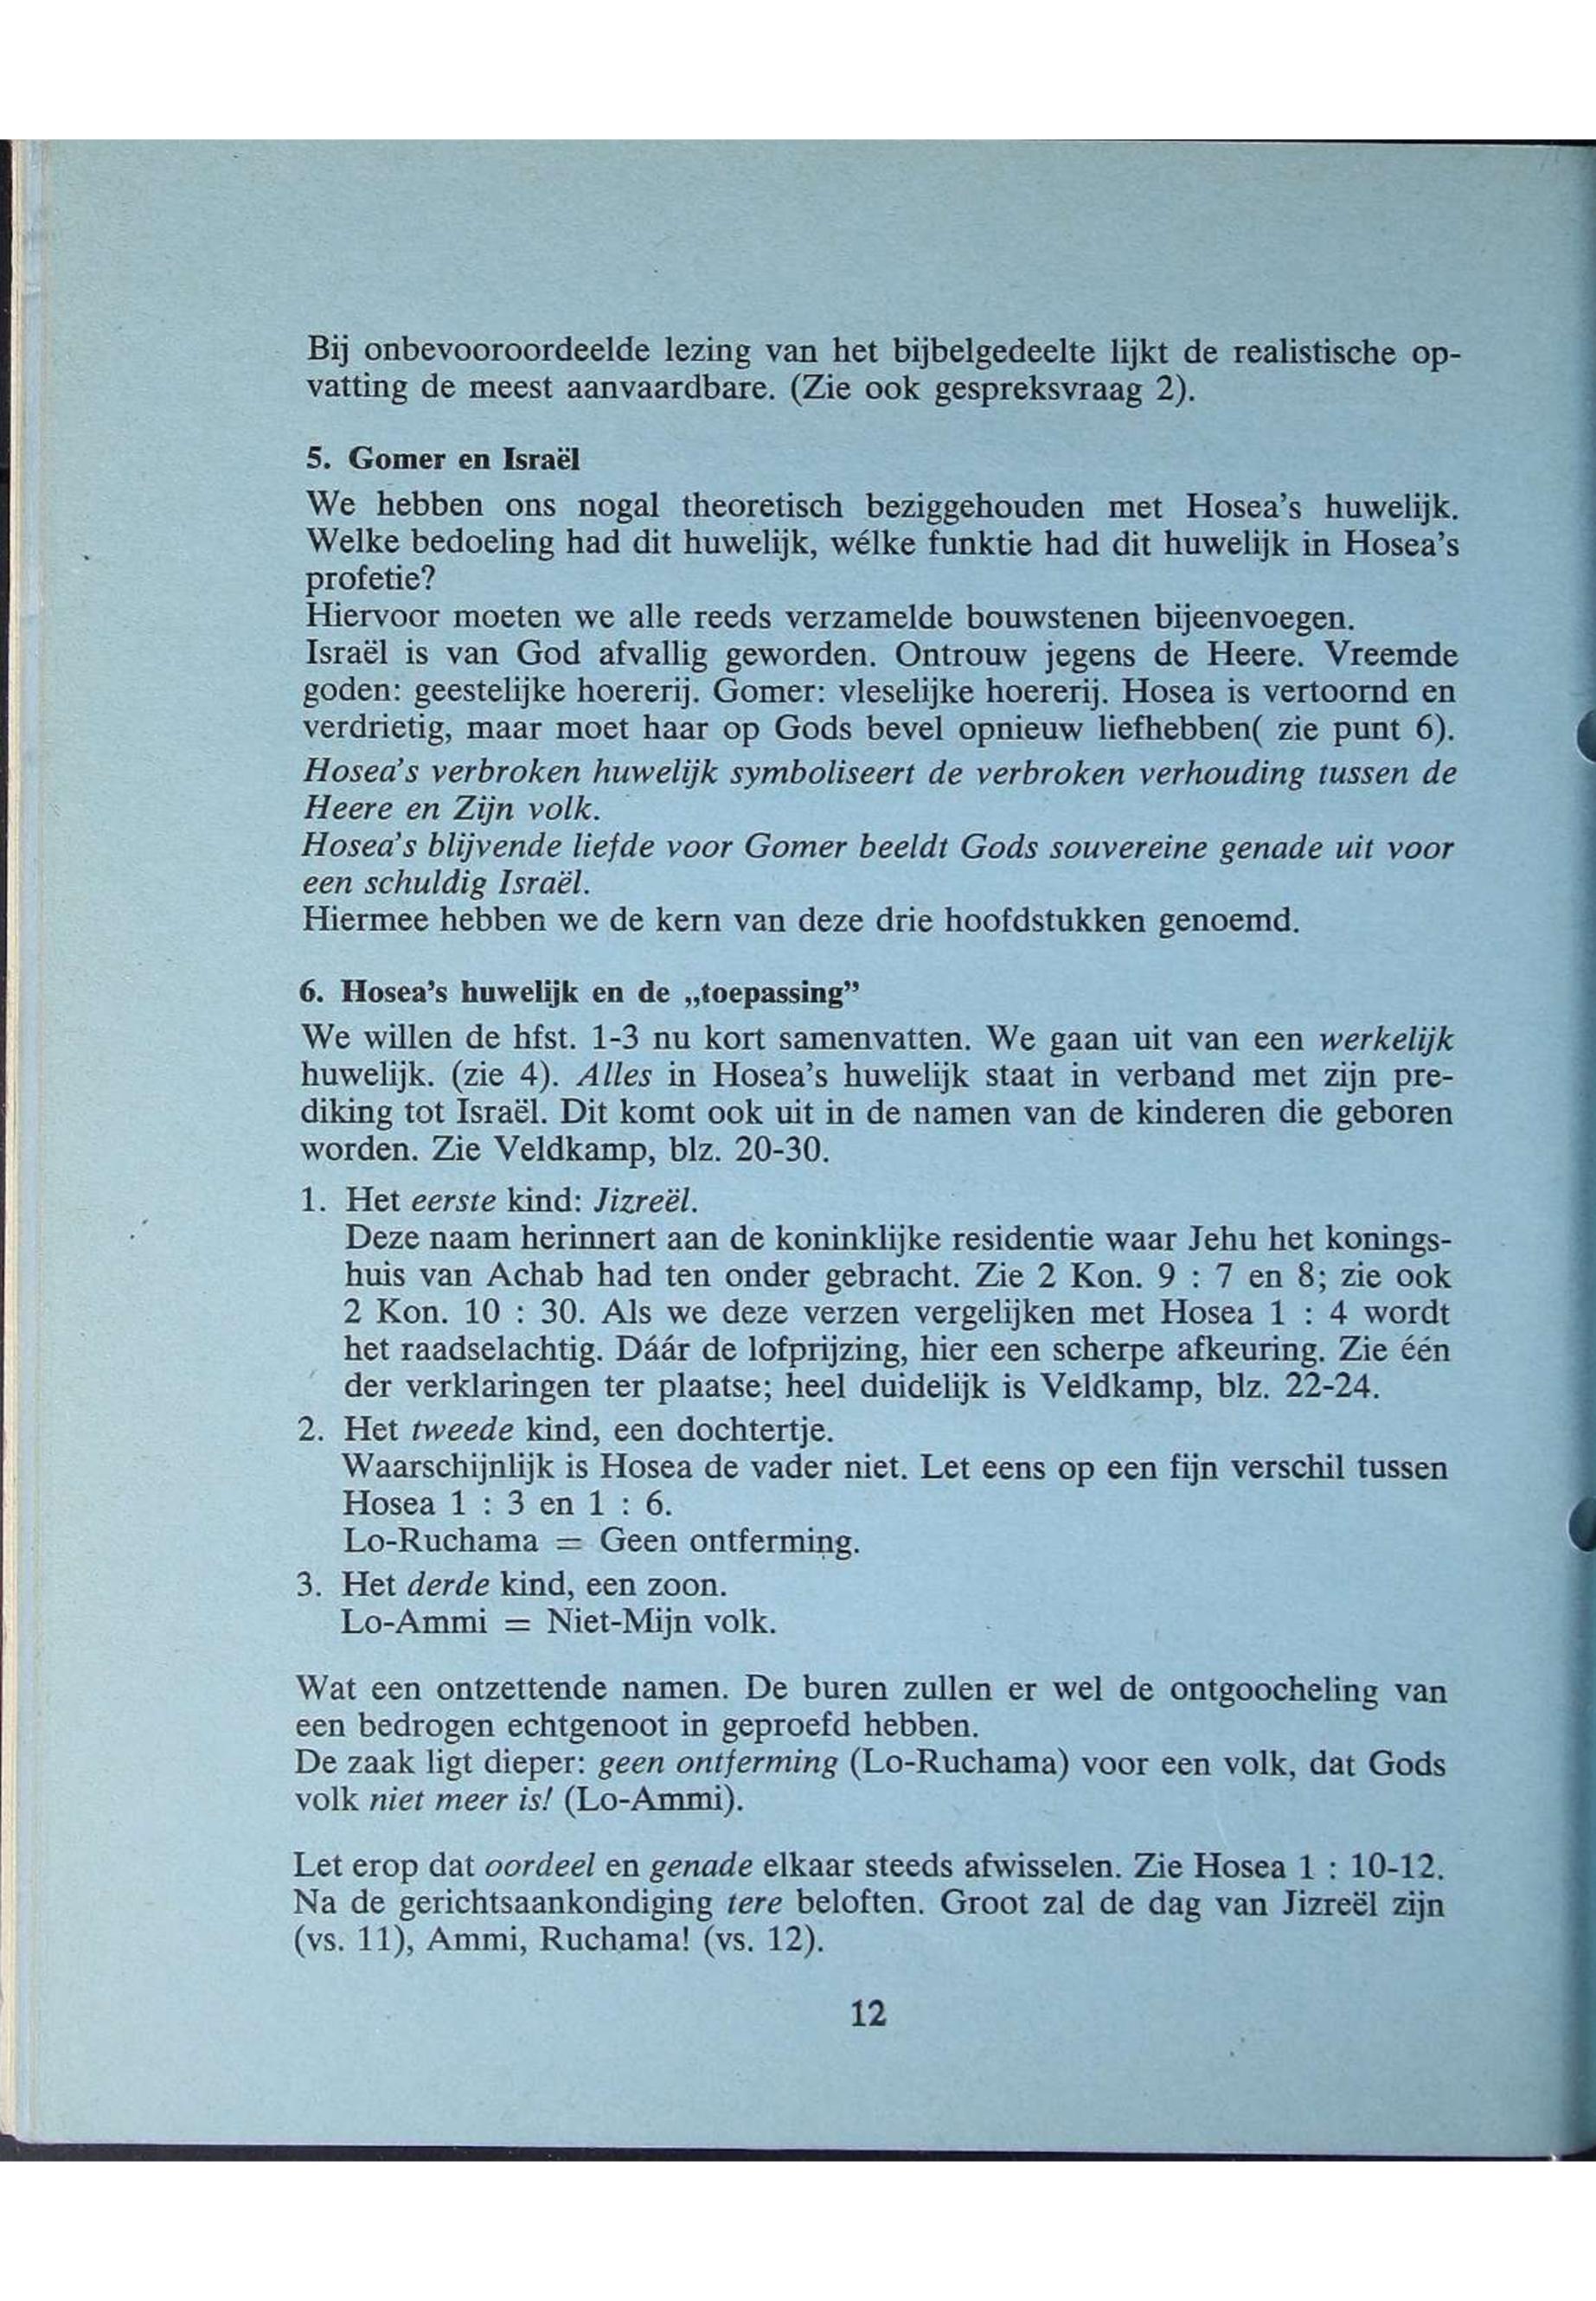 Bij onbevooroordeelde lezing van het bijbelgedeelte lijkt de realistische op-
vatting de meest aanvaardbare. (Zie ook gespreksvraag 2).
5. Gomer en Israël
We hebben ons nogal theoretisch beziggehouden met Hosea's huwelijk.
Welke bedoeling had dit huwelijk, wélke funktie had dit huwelijk in Hosea's
profetie?
Hiervoor moeten we alle reeds verzamelde bouwstenen bijeenvoegen.
Israël is van God afvallig geworden. Ontrouw jegens de Heere. Vreemde
goden: geestelijke hoererij. Gomer: vleselijke hoererij. Hosea is vertoornd en
verdrietig, maar moet haar op Gods bevel opnieuw liefhebben( zie punt 6).
Hosea's verbroken huwelijk symboliseert de verbroken verhouding tussen de
Heere en Zijn volk.
Hosea's blijvende liefde voor Gomer beeldt Gods souvereine genade uit voor
een schuldig Israël.
Hiermee hebben we de kern van deze drie hoofdstukken genoemd.
6. Hosea's huwelijk en de „toepassing”
We willen de hfst. 1-3 nu kort samenvatten. We gaan uit van een werkelijk
huwelijk. (zie 4). Alles in Hosea's huwelijk staat in verband met zijn pre-
diking tot Israël. Dit komt ook uit in de namen van de kinderen die geboren
worden. Zie Veldkamp, blz. 20-30.
1. Het eerste kind: Jizreël.
Deze naam herinnert aan de koninklijke residentie waar Jehu het konings-
huis van Achab had ten onder gebracht. Zie 2 Kon. 9 : 7 en 8; zie ook
2 Kon. 10 : 30. Als we deze verzen vergelijken met Hosea 1 : 4 wordt
het raadselachtig. Dáár de lofprijzing, hier een scherpe afkeuring. Zie één
der verklaringen ter plaatse; heel duidelijk is Veldkamp, blz. 22-24.
2. Het tweede kind, een dochtertje.
Waarschijnlijk is Hosea de vader niet. Let eens op een fijn verschil tussen
Hosea 1 : 3 en 1 : 6.
Lo-Ruchama = Geen ontferming.
3. Het derde kind, een zoon.
Lo-Ammi = Niet-Mijn volk.
Wat een ontzettende namen. De buren zullen er wel de ontgoocheling van
een bedrogen echtgenoot in geproefd hebben.
De zaak ligt dieper: geen ontferming (Lo-Ruchama) voor een volk, dat Gods
volk niet meer is! (Lo-Ammi).
Let erop dat oordeel en genade elkaar steeds afwisselen. Zie Hosea 1 : 10-12.
Na de gerichtsaankondiging tere beloften. Groot zal de dag van Jizreël zijn
(vs. 11), Ammi, Ruchama! (vs. 12).
12